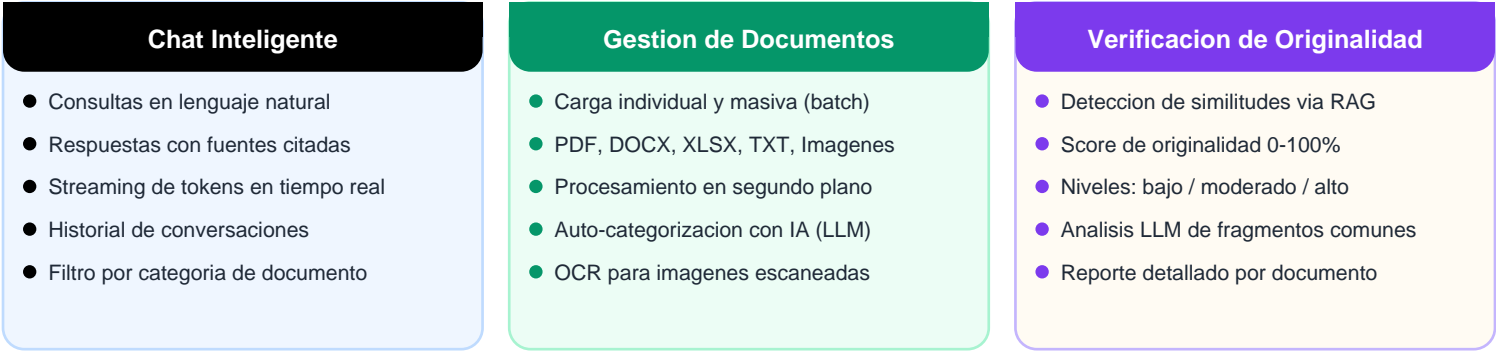 Chat Inteligente
Consultas en lenguaje natural
Respuestas con fuentes citadas
Streaming de tokens en tiempo real
Historial de conversaciones
Filtro por categoria de documento
Gestion de Documentos
Carga individual y masiva (batch)
PDF, DOCX, XLSX, TXT, Imagenes
Procesamiento en segundo plano
Auto-categorizacion con IA (LLM)
OCR para imagenes escaneadas
Verificacion de Originalidad
Deteccion de similitudes via RAG
Score de originalidad 0-100%
Niveles: bajo / moderado / alto
Analisis LLM de fragmentos comunes
Reporte detallado por documento